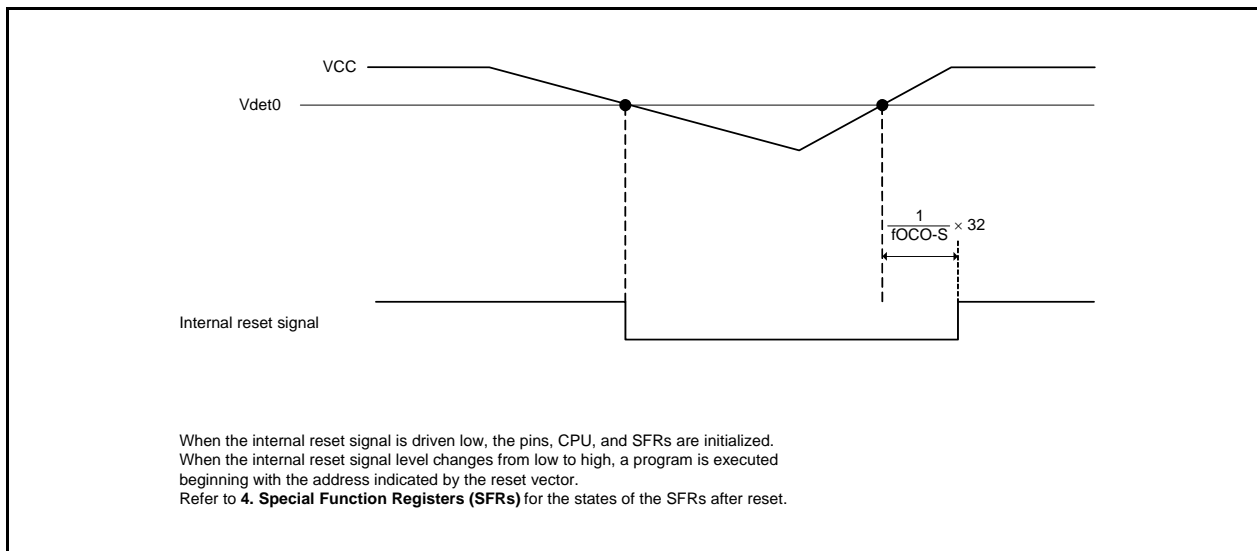 VCC
Vdet0
1
fOCO-S × 32
Internal reset signal
When the internal reset signal is driven low, the pins, CPU, and SFRs are initialized.
When the internal reset signal level changes from low to high, a program is executed
beginning with the address indicated by the reset vector.
Refer to 4. Special Function Registers (SFRs) for the states of the SFRs after reset.